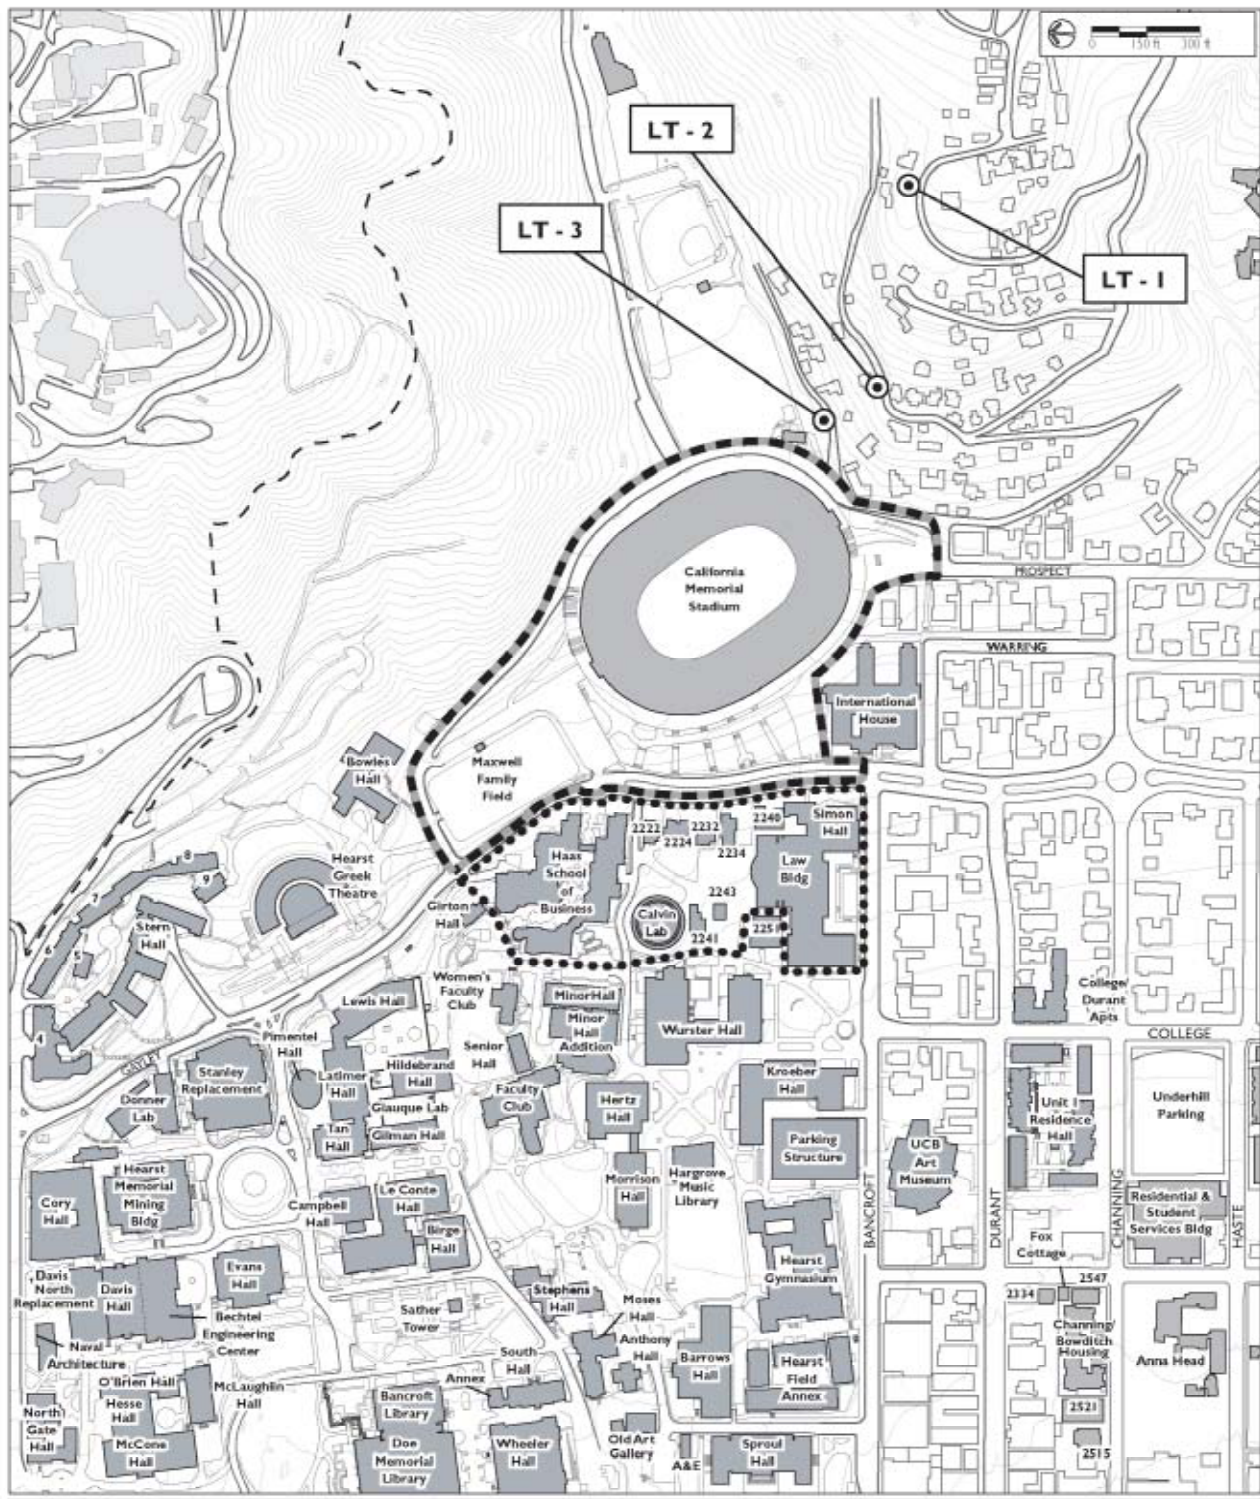 0 150 ft. 300 ft
LT - 2
LT - 3
LT - 1
California
Memorial
Stadium
PROSPECT
WARRING
International
House
Bowles
Hall
Maxwell
Family
Field
Simon
Hall
2240
2222
2232
2224
2234
Haas
School
of
Business
Law
Bldg
2243
Calvin
Lab
2241
2251
Hearst
Greek
Theatre
Girton
Hall
8
9
7
6
5
4
Stern
Hall
Women's
Faculty
Club
Lewis Hall
Minor Hall
Minor
Hall
Addition
Wurster Hall
College/
Durant
Apts
COLLEGE
GAYLEY
Pimentel
Hall
Senior
Hall
Stanley
Replacement
Latimer
Hall
Hildebrand
Hall
Donner
Lab
Giauque Lab
Tan
Hall
Gilman Hall
Faculty
Club
Hertz
Hall
Kroeber
Hall
Parking
Structure
Unit 1
Residence
Hall
Underhill
Parking
UCB
Art
Museum
Cory
Hall
Hearst
Memorial
Mining
Bldg
Campbell
Hall
Le Conte
Hall
Birge
Hall
Morrison
Hall
Hargrove
Music
Library
BANCROFT
DURANT
CHANNING
HASTE
Residential &
Student
Services Bldg
Fox
Cottage
Hearst
Gymnasium
Davis
North
Replacement
Davis
Hall
Evans
Hall
Bechtel
Engineering
Center
Sather
Tower
Stephens
Hall
Moses
Hall
2547
2334
Channing/
Bowditch
Housing
Anna Head
Naval
Architecture
O'Brien Hall
Hesse
Hall
McLaughlin
Hall
South
Hall
Annex
Anthony
Hall
Barrows
Hall
Hearst
Field
Annex
2521
2515
North
Gate
Hall
McCone
Hall
Bancroft
Library
Doe
Memorial
Library
Wheeler
Hall
Old Art
Gallery
A&E
Sproul
Hall